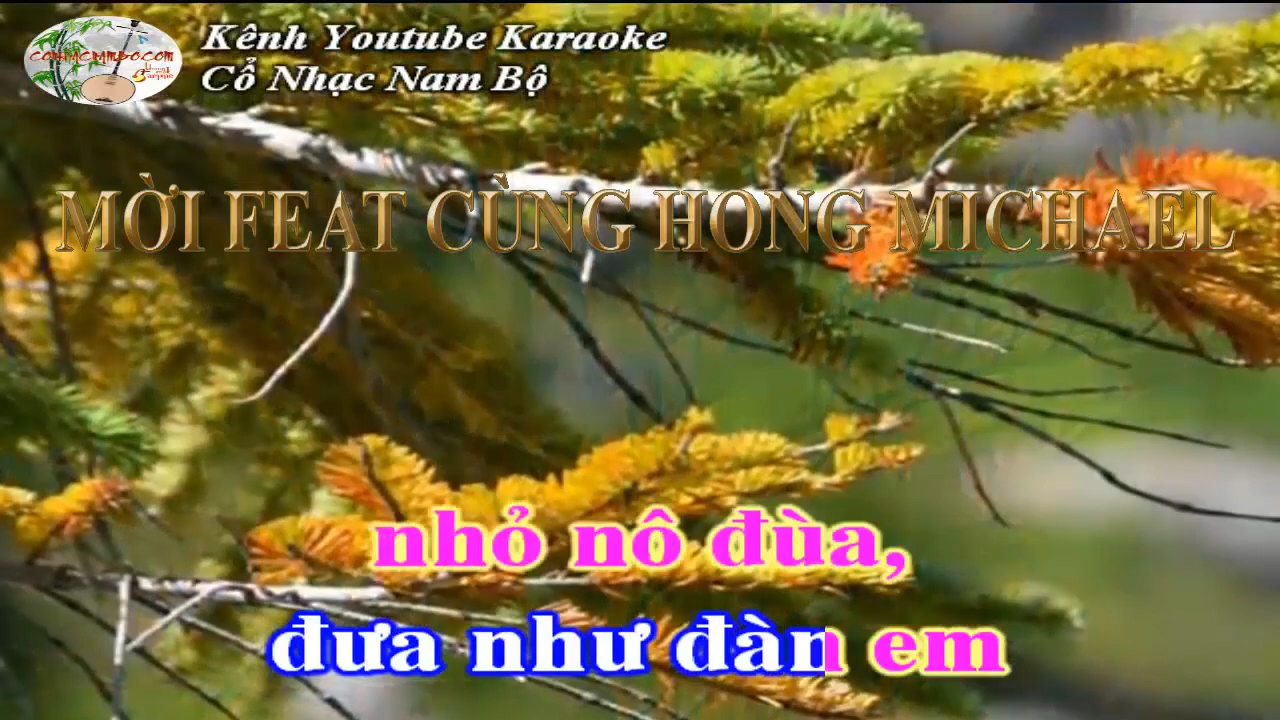 Kênh Youtube Karaoke
Cổ Nhạc Nam Bộ
MỜI FEAT CÙNG HONG MICHAEL
nhỏ nô đùa,
đưa như đàn em